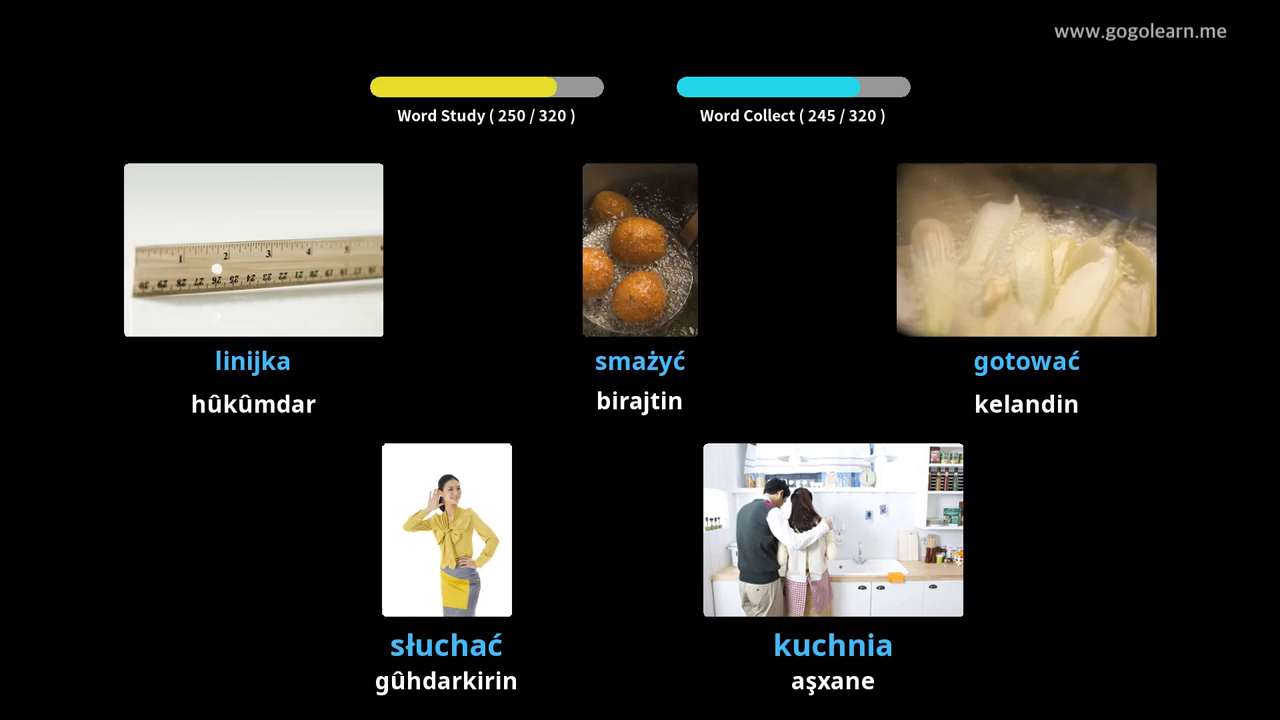 www.gogolearn.me
Word Study ( 250 / 320 )
Word Collect ( 245 / 320 )
linijka
smażyć
gotować
hûkûmdar
birajtin
kelandin
słuchać
kuchnia
gûhdarkirin
aşxane